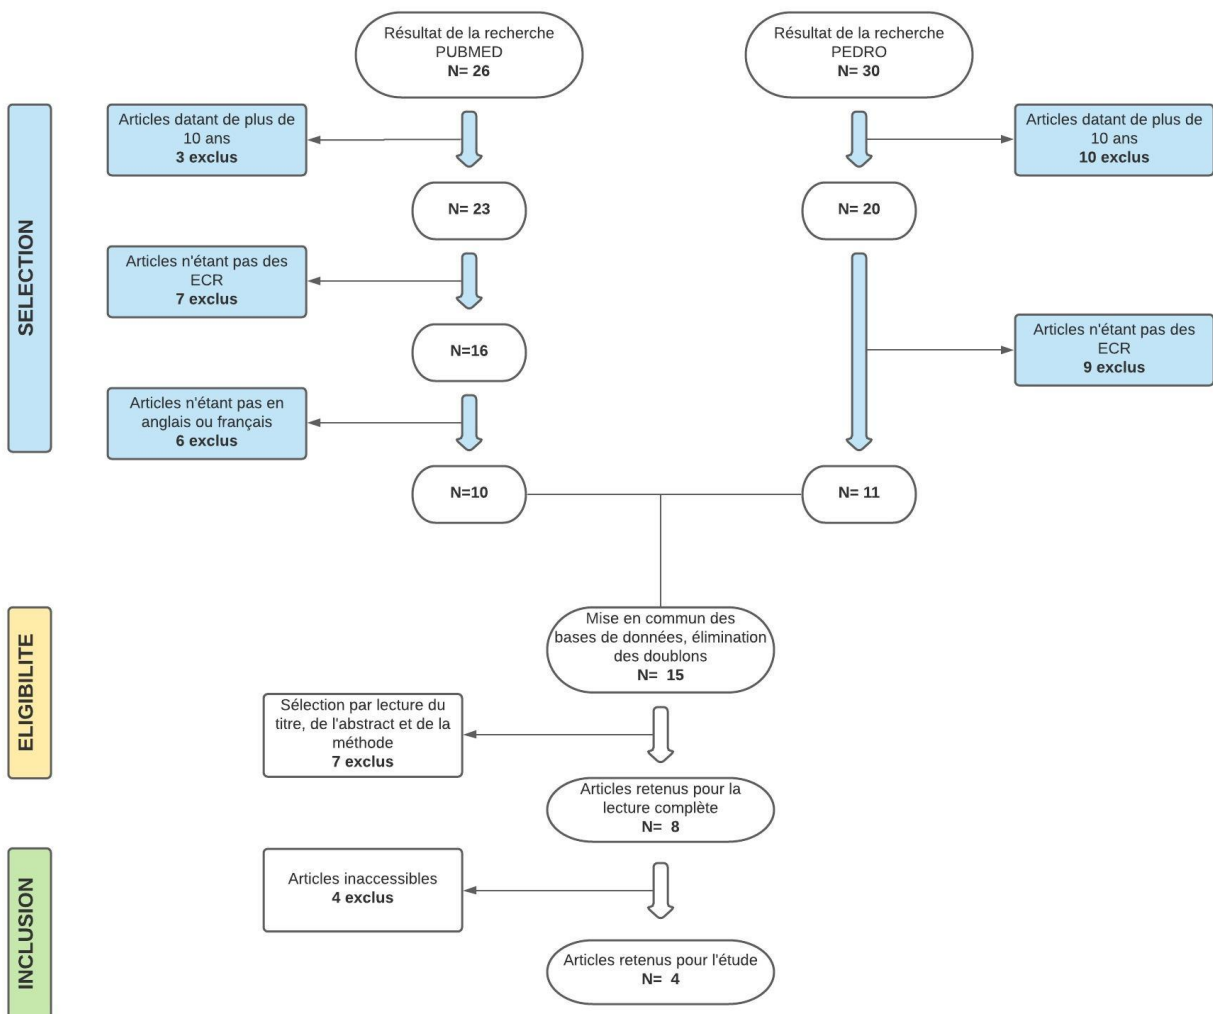 Résultat de la recherche
PUBMED
N= 26
Résultat de la recherche
PEDRO
N= 30
SELECTION
Articles datant de plus de
10 ans
3 exclus
Articles datant de plus de
10 ans
10 exclus
N= 23
N= 20
Articles n'étant pas des
ECR
7 exclus
N=16
Articles n'étant pas des
ECR
9 exclus
Articles n'étant pas en
anglais ou français
6 exclus
N=10
N= 11
ELIGIBILITE
Mise en commun des
bases de données, élimination
des doublons
N= 15
Sélection par lecture du
titre, de l'abstract et de la
méthode
7 exclus
Articles retenus pour la
lecture complète
N= 8
INCLUSION
Articles inaccessibles
4 exclus
Articles retenus pour l'étude
N= 4